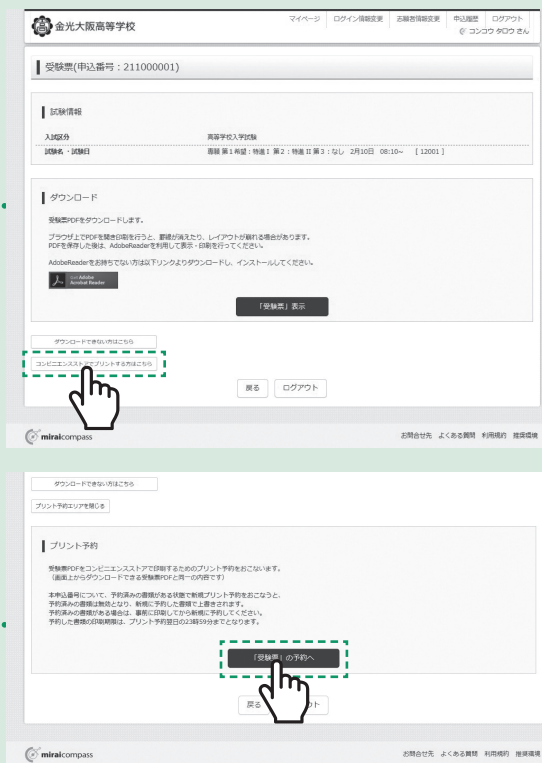 金光大阪高等学校
マイページ ログイン情報変更 志願者情報変更 申込履歴 ログアウト
コンコウ タロウ さん
受験票(申込番号：211000001)
試験情報
入試区分 高等学校入学試験
試験名・試験日 専願 第1希望：特進Ⅰ 第2：特進Ⅱ 第3：なし 2月10日 08:10～ [ 12001 ]
ダウンロード
受験票PDFをダウンロードします。
ブラウザ上でPDFを開き印刷を行うと、罫線が消えたり、レイアウトが崩れる場合があります。
PDFを保存した後は、AdobeReaderを利用して表示・印刷を行ってください。
AdobeReaderをお持ちでない方は以下リンクよりダウンロードし、インストールしてください。
Get Adobe
Acrobat Reader
「受験票」表示
ダウンロードできない方はこちら
コンビニエンスストアでプリントする方はこちら
戻る ログアウト
miraicompass お問合せ先 よくある質問 利用規約 推奨環境
ダウンロードできない方はこちら
プリント予約エリアを閉じる
プリント予約
受験票PDFをコンビニエンスストアで印刷するためのプリント予約をおこないます。
（画面上からダウンロードできる受験票PDFと同一の内容です）
本申込番号について、予約済みの書類がある状態で新規プリント予約をおこなうと、
予約済みの書類は無効となり、新規に予約した書類で上書きされます。
予約済みの書類がある場合は、事前に印刷してから新規に予約してください。
予約した書類の印刷期限は、プリント予約翌日の23時59分までとなります。
「受験票」の予約へ
戻る ウト
miraicompass お問合せ先 よくある質問 利用規約 推奨環境